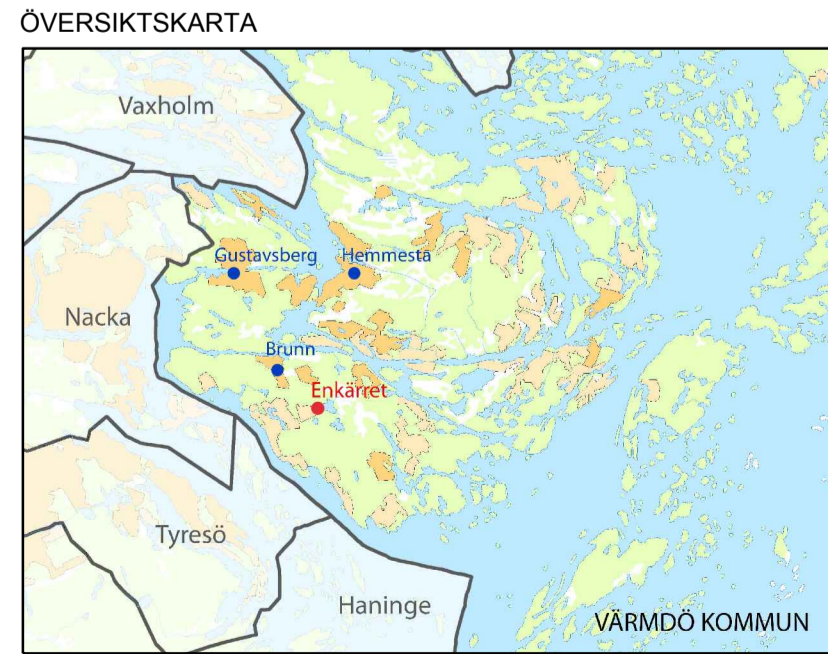 ÖVERSIKTSKARTA
Vaxholm
Gustavsberg
Hemmesta
Nacka
Brunn
Enkärret
Tyresö
Haninge
VÄRMDÖ KOMMUN